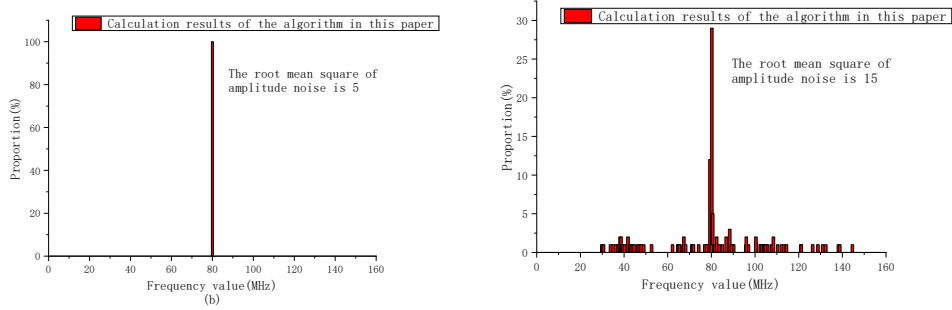 Calculation results of the algorithm in this paper
100
80
60
40
20
0
Proportion(%)
The root mean square of
amplitude noise is 5
0 20 40 60 80 100 120 140 160
Frequency value(MHz)
(b)
Calculation results of the algorithm in this paper
30
25
20
15
10
5
0
Proportion(%)
The root mean square of
amplitude noise is 15
0 20 40 60 80 100 120 140 160
Frequency value(MHz)